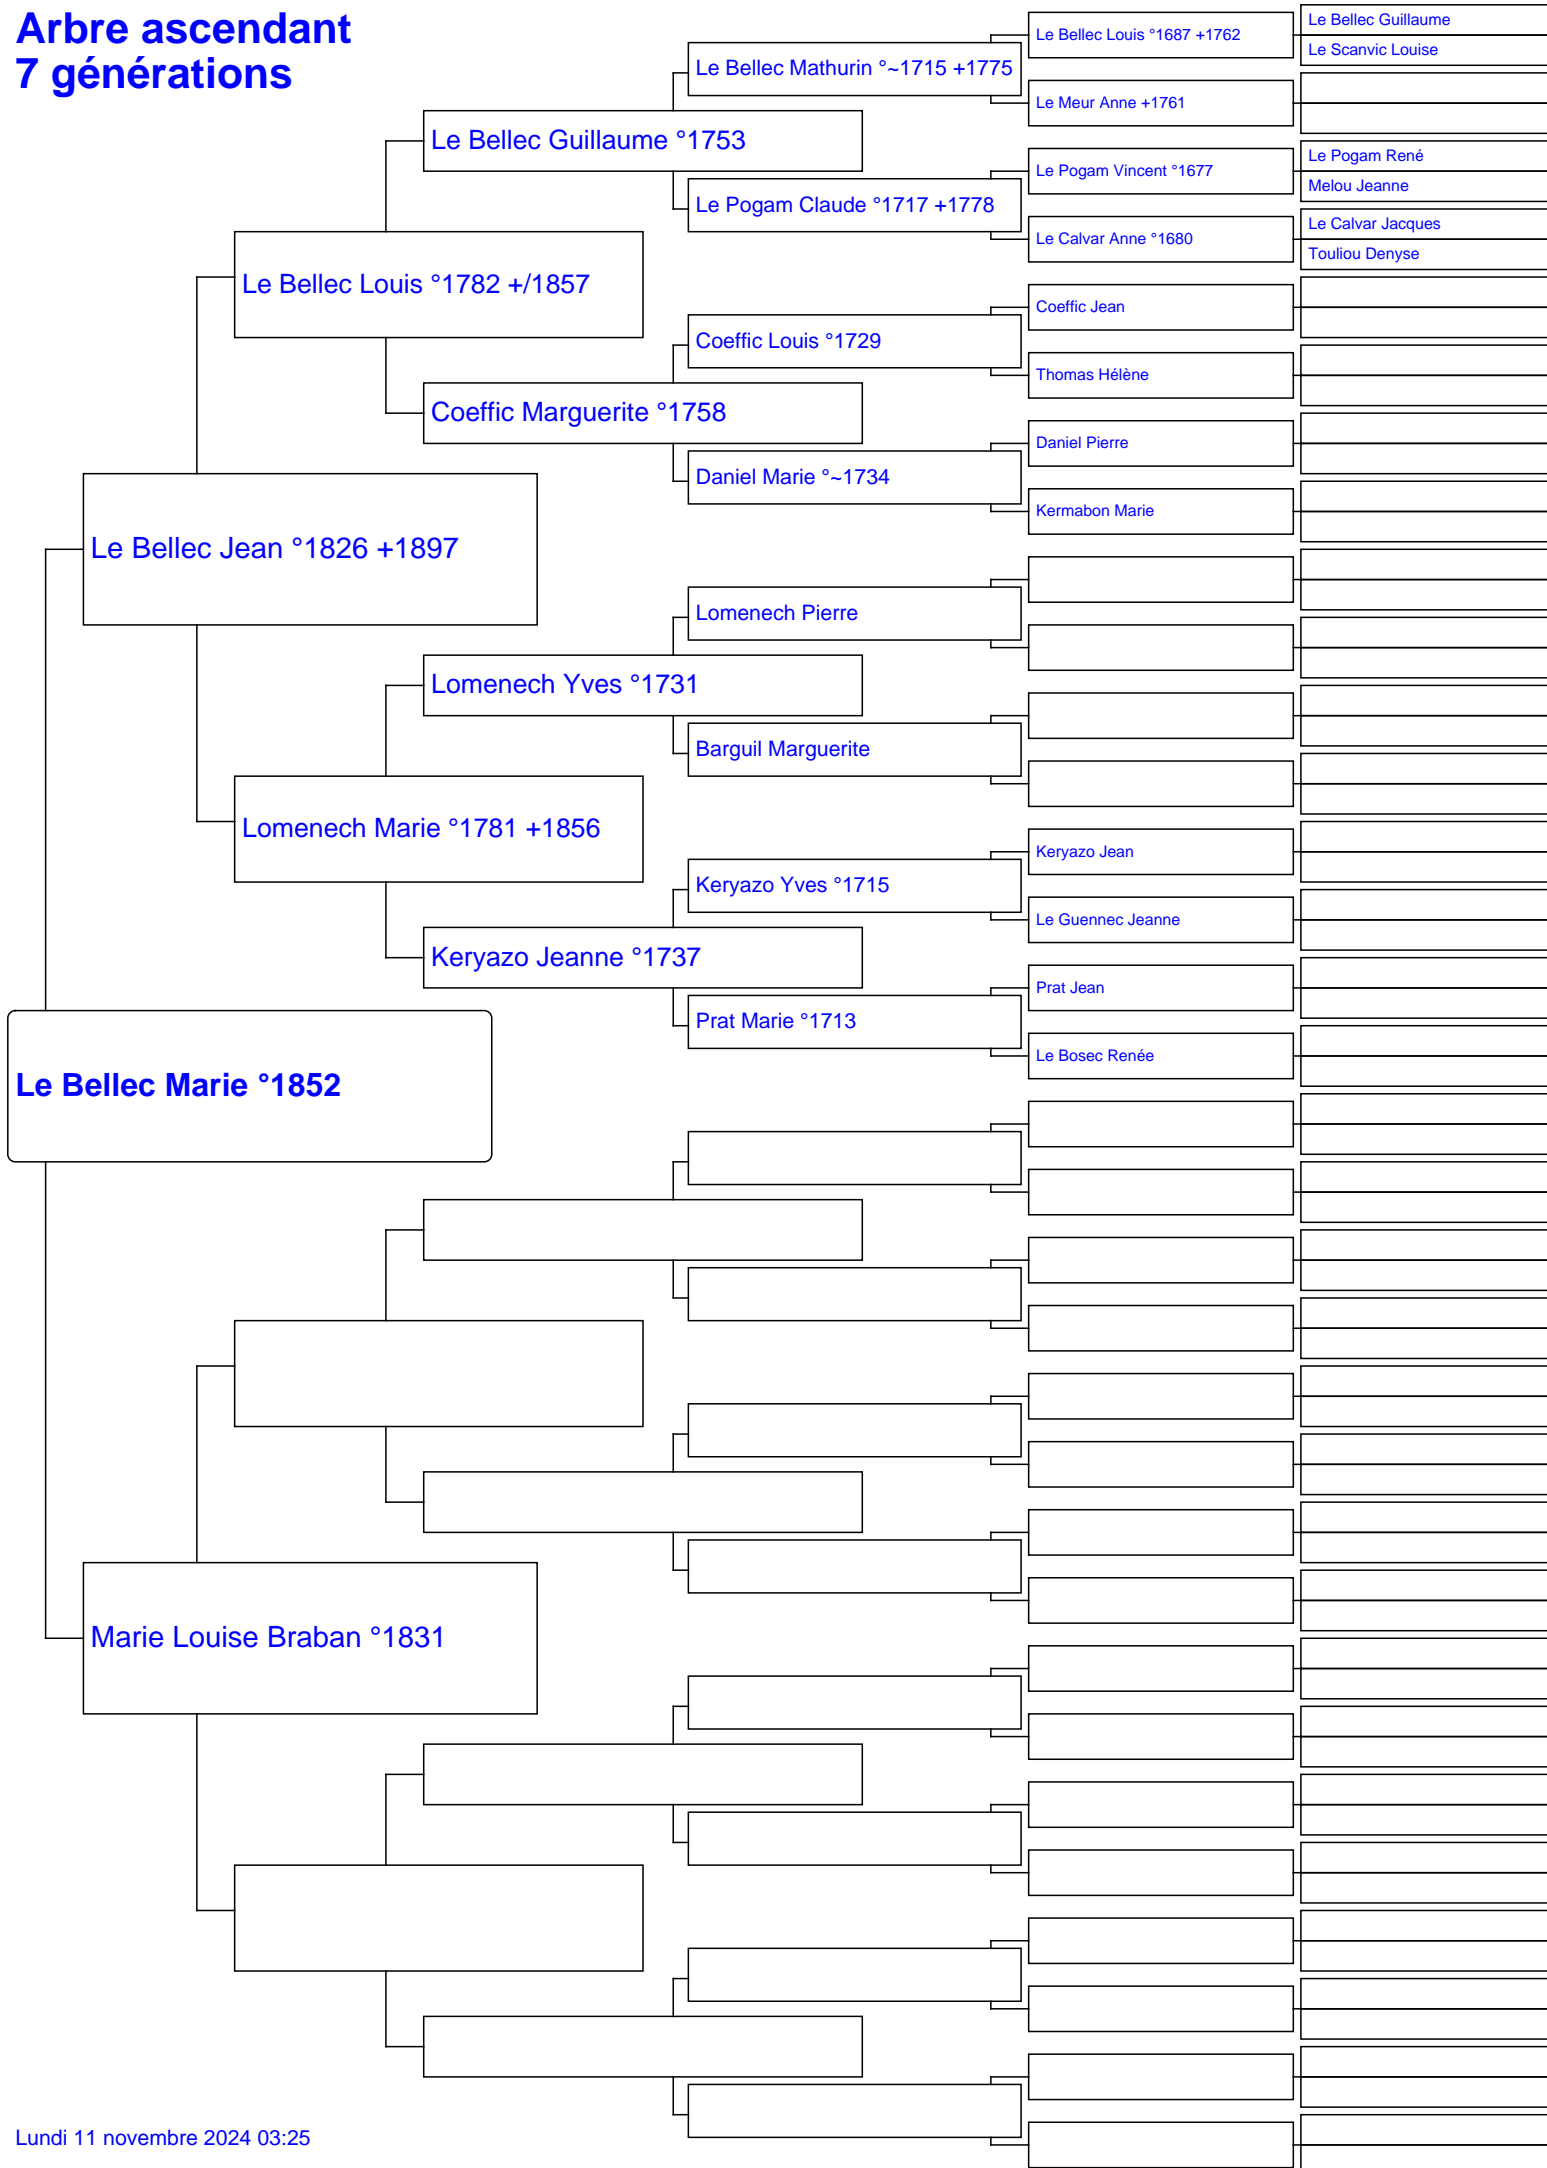 Arbre ascendant
7 générations
Le Bellec Guillaume
Le Bellec Louis °1687 +1762
Le Scanvic Louise
Le Bellec Mathurin °~1715 +1775
Le Meur Anne +1761
Le Bellec Guillaume °1753
Le Pogam René
Le Pogam Vincent °1677
Melou Jeanne
Le Pogam Claude °1717 +1778
Le Calvar Jacques
Le Calvar Anne °1680
Touliou Denyse
Le Bellec Louis °1782 +/1857
Coeffic Jean
Coeffic Louis °1729
Thomas Hélène
Coeffic Marguerite °1758
Daniel Pierre
Daniel Marie °~1734
Kermabon Marie
Le Bellec Jean °1826 +1897
Lomenech Pierre
Lomenech Yves °1731
Barguil Marguerite
Lomenech Marie °1781 +1856
Keryazo Jean
Keryazo Yves °1715
Le Guennec Jeanne
Keryazo Jeanne °1737
Prat Jean
Prat Marie °1713
Le Bosec Renée
Le Bellec Marie °1852
Marie Louise Braban °1831
Lundi 11 novembre 2024 03:25